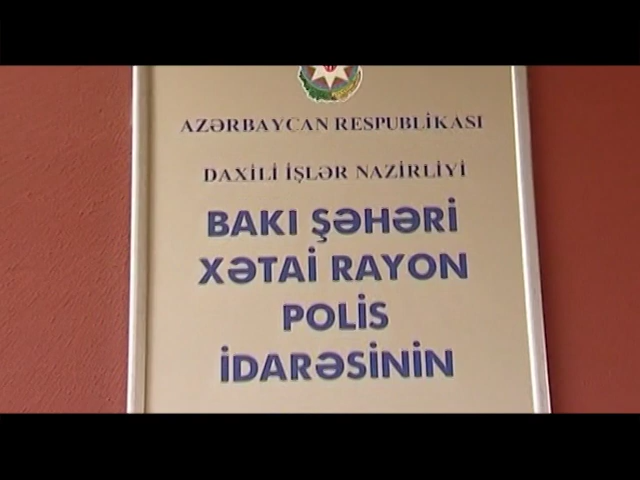 AZƏRBAYCAN RESPUBLİKASI
DAXİLİ İŞLƏR NAZİRLİYİ
BAKI ŞƏHƏRİ
XƏTAİ RAYON
POLİS
İDARƏSİNİN